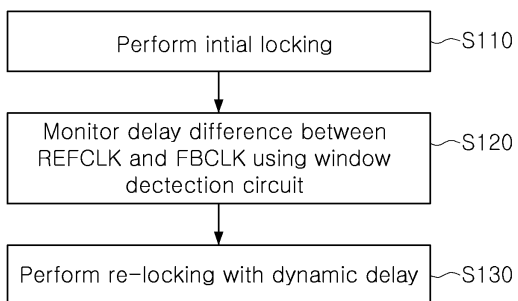 Perform intial locking
S110
Monitor delay difference between
REFCLK and FBCLK using window
dectection circuit
S120
Perform re-locking with dynamic delay
S130